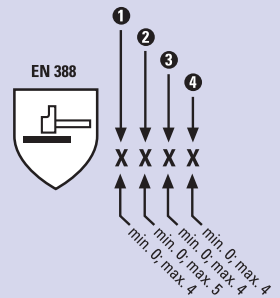 1
2
3
4
EN 388
X X X X
min. 0; max. 4
min. 0; max. 5
min. 0; max. 4
min. 0; max. 4